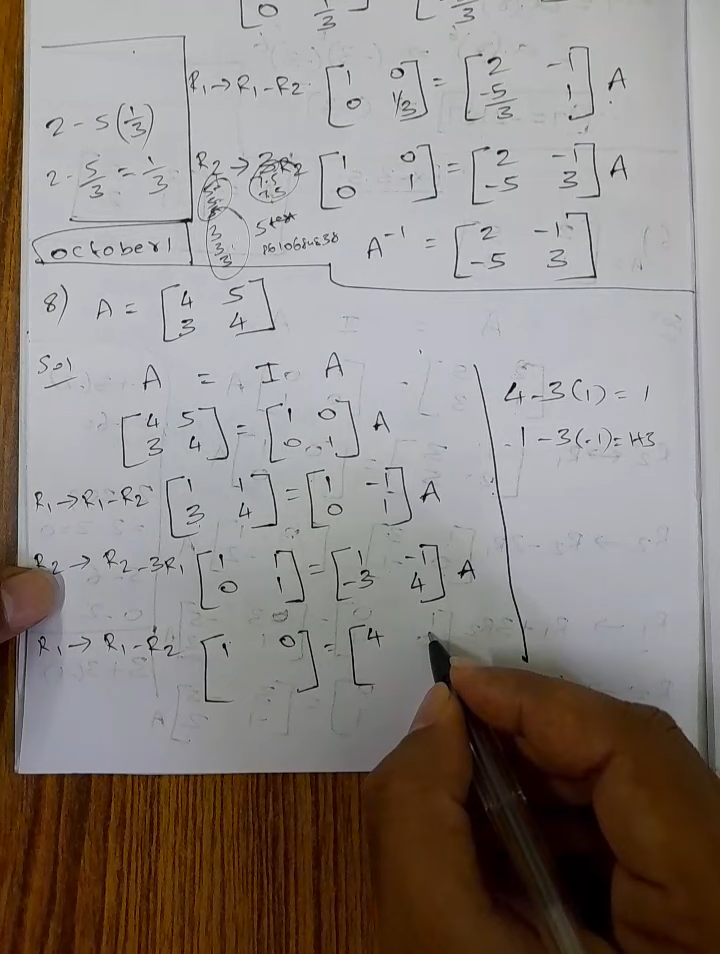 [0 1/3] [ /3]
R₁→R₁-R₂ [1 0; 0 1/3] = [2 -1; -5/3 1] A
2-5(1/3)
2-5/3=1/3
R₂→3R₂ [1 0; 0 1] = [2 -1; -5 3] A
A⁻¹ = [2 -1; -5 3]
8) A = [4 5; 3 4]
Sol A = I. A
[4 5; 3 4] = [1 0; 0 1] A
R₁→R₁-R₂ [1 1; 3 4] = [1 -1; 0 1] A
R₂→R₂-3R₁ [1 1; 0 1] = [1 -1; -3 4] A
R₁→R₁-R₂ [1 0] = [4
4-3(1)=1
1-3(-1)=1+3